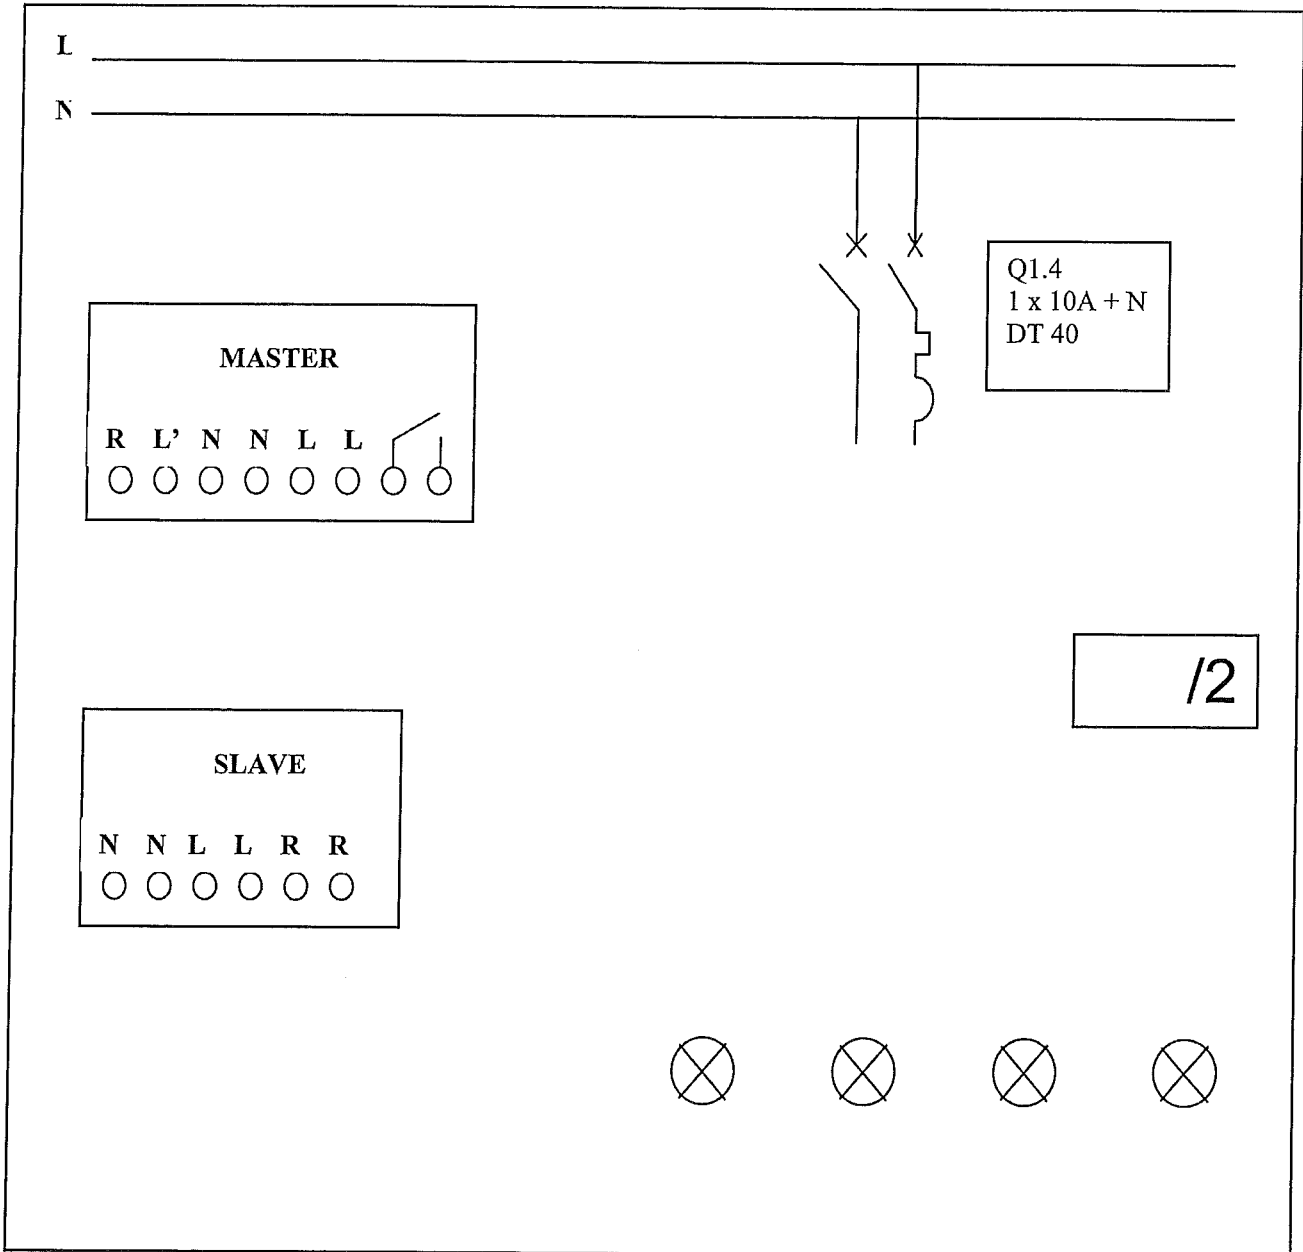 L
N
Q1.4
1 x 10A + N
DT 40
MASTER
R L’ N N L L
/2
SLAVE
N N L L R R